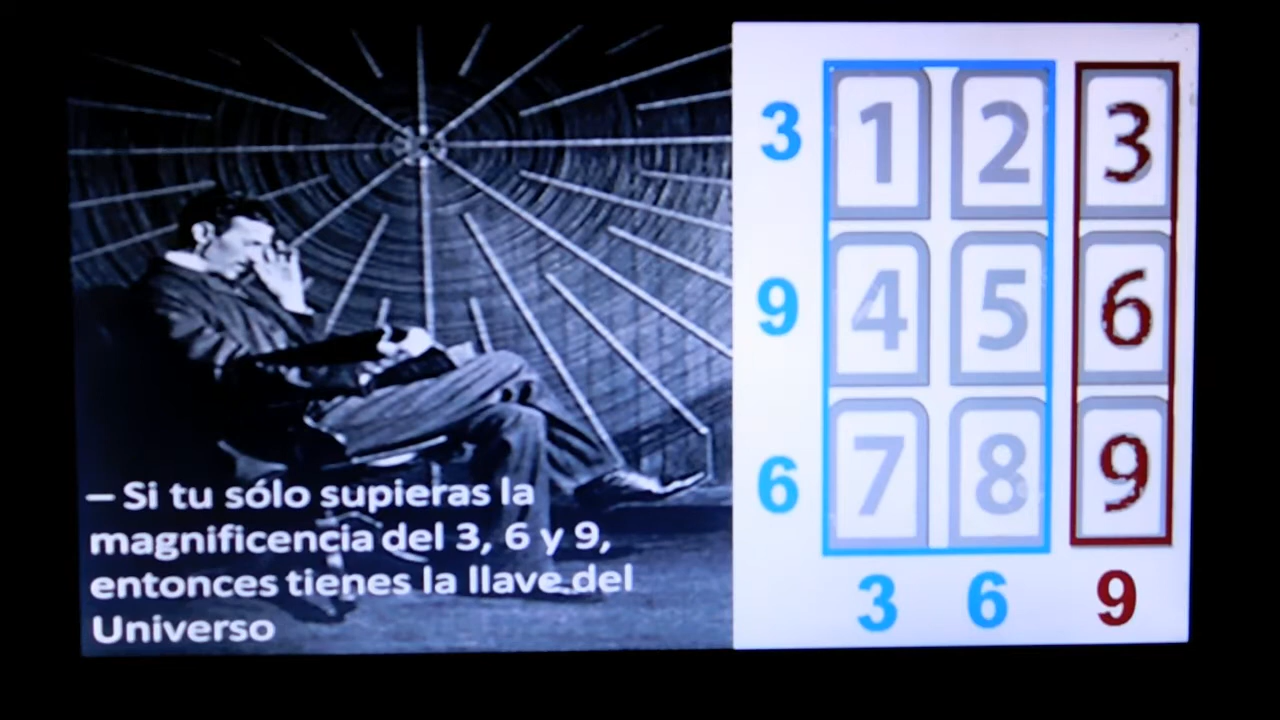 – Si tu sólo supieras la
magnificencia del 3, 6 y 9,
entonces tienes la llave del
Universo
3 1 2 3
9 4 5 6
6 7 8 9
3 6 9